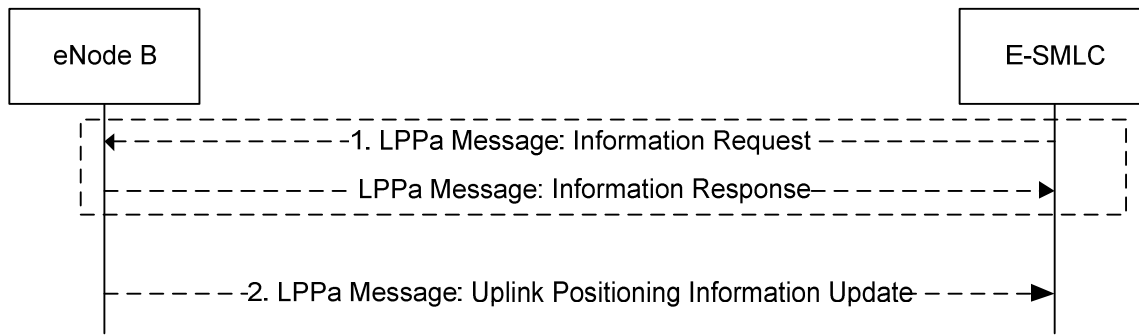 eNode B
E-SMLC
1. LPPa Message: Information Request
LPPa Message: Information Response
2. LPPa Message: Uplink Positioning Information Update